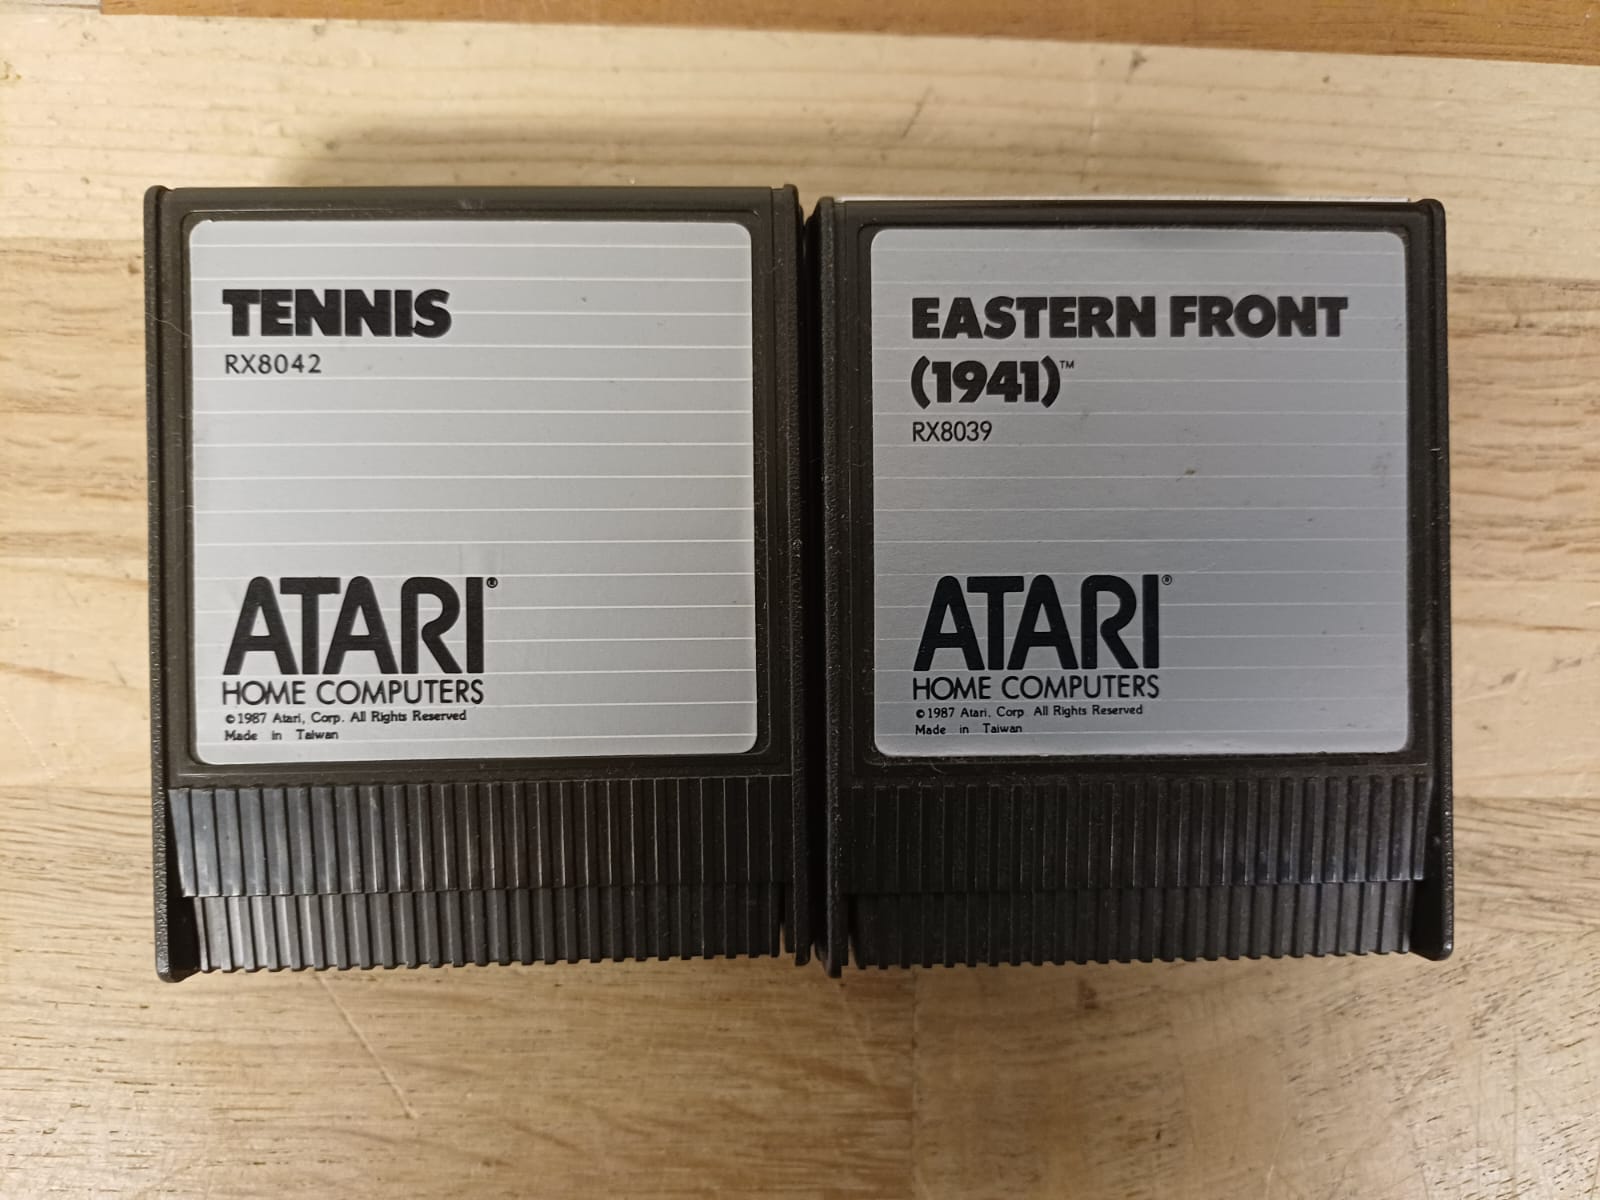 TENNIS
RX8042
ATARI®
HOME COMPUTERS
©1987 Atari, Corp. All Rights Reserved
Made in Taiwan
EASTERN FRONT
(1941)™
RX8039
ATARI®
HOME COMPUTERS
©1987 Atari, Corp. All Rights Reserved
Made in Taiwan